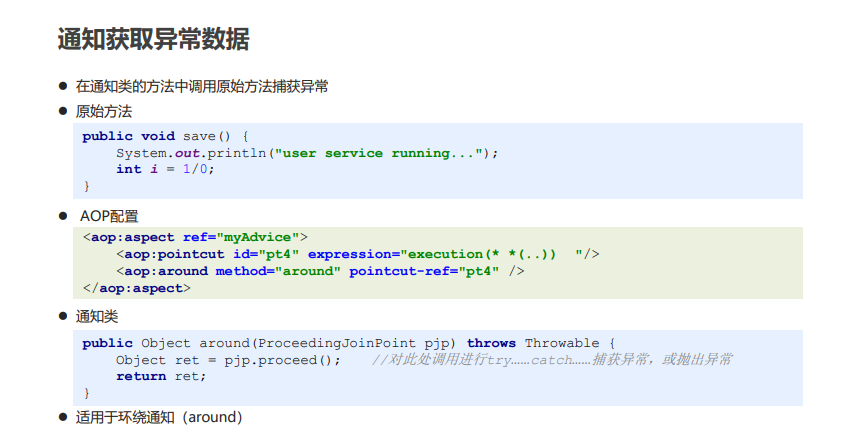 通知获取异常数据
● 在通知类的方法中调用原始方法捕获异常
● 原始方法
public void save() {
    System.out.println("user service running...");
    int i = 1/0;
}
● AOP配置
<aop:aspect ref="myAdvice">
    <aop:pointcut id="pt4" expression="execution(* *(..))  "/>
    <aop:around method="around" pointcut-ref="pt4" />
</aop:aspect>
● 通知类
public Object around(ProceedingJoinPoint pjp) throws Throwable {
    Object ret = pjp.proceed();    //对此处调用进行try……catch……捕获异常，或抛出异常
    return ret;
}
● 适用于环绕通知（around）